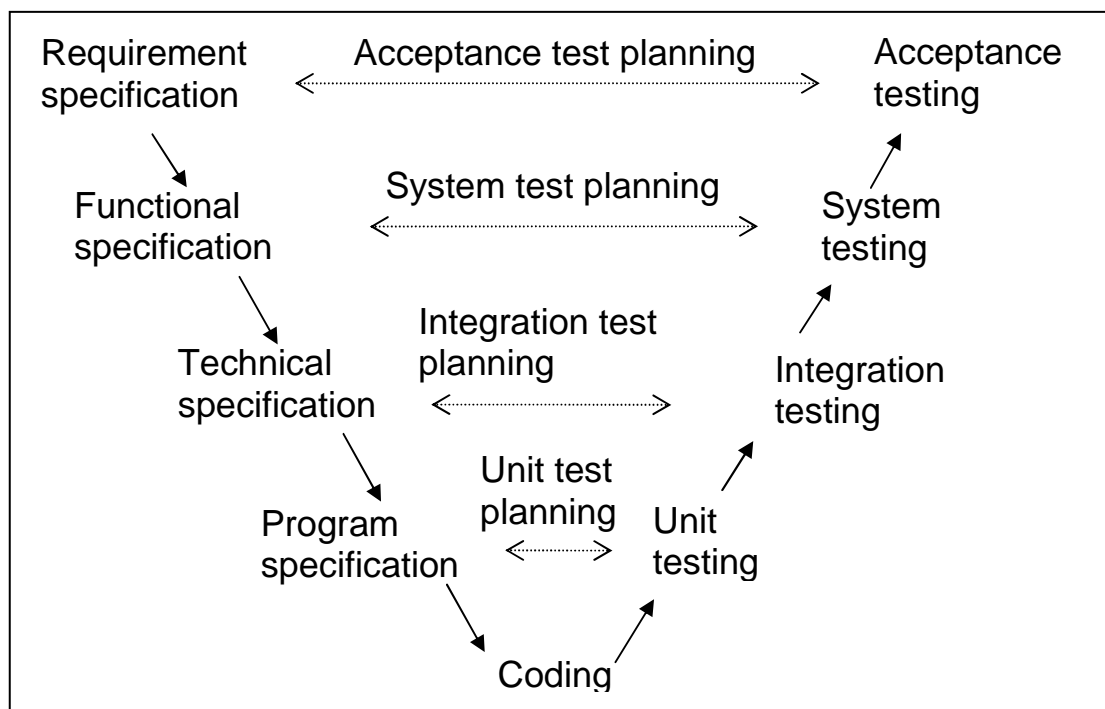 Requirement
specification
Acceptance test planning
Acceptance
testing
Functional
specification
System test planning
System
testing
Technical
specification
Integration test
planning
Integration
testing
Program
specification
Unit test
planning
Unit
testing
Coding